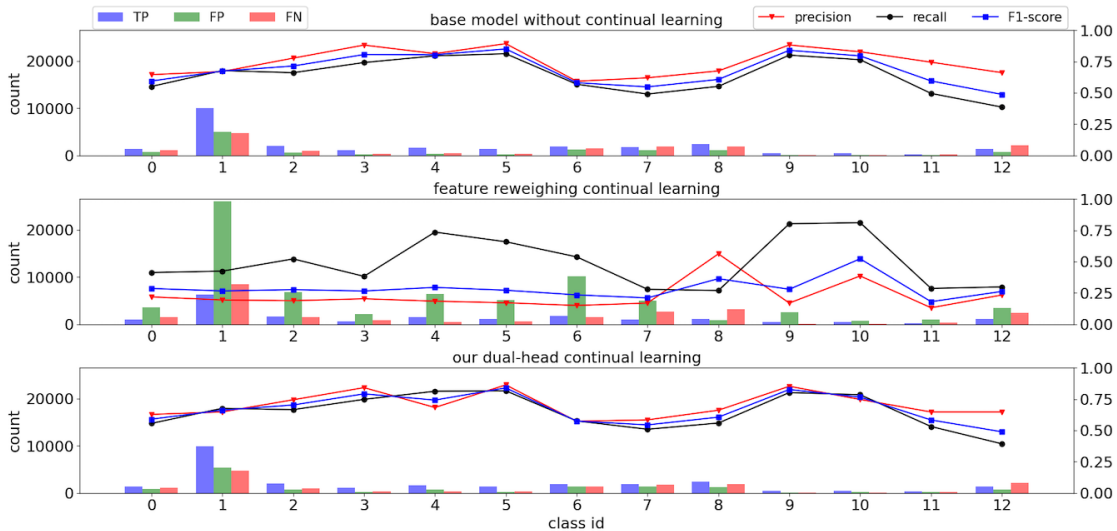 TP FP FN
base model without continual learning
precision recall F1-score
20000
10000
0
count
1.00
0.75
0.50
0.25
0.00
0 1 2 3 4 5 6 7 8 9 10 11 12
feature reweighing continual learning
20000
10000
0
count
1.00
0.75
0.50
0.25
0.00
0 1 2 3 4 5 6 7 8 9 10 11 12
our dual-head continual learning
20000
10000
0
count
1.00
0.75
0.50
0.25
0.00
0 1 2 3 4 5 6 7 8 9 10 11 12
class id